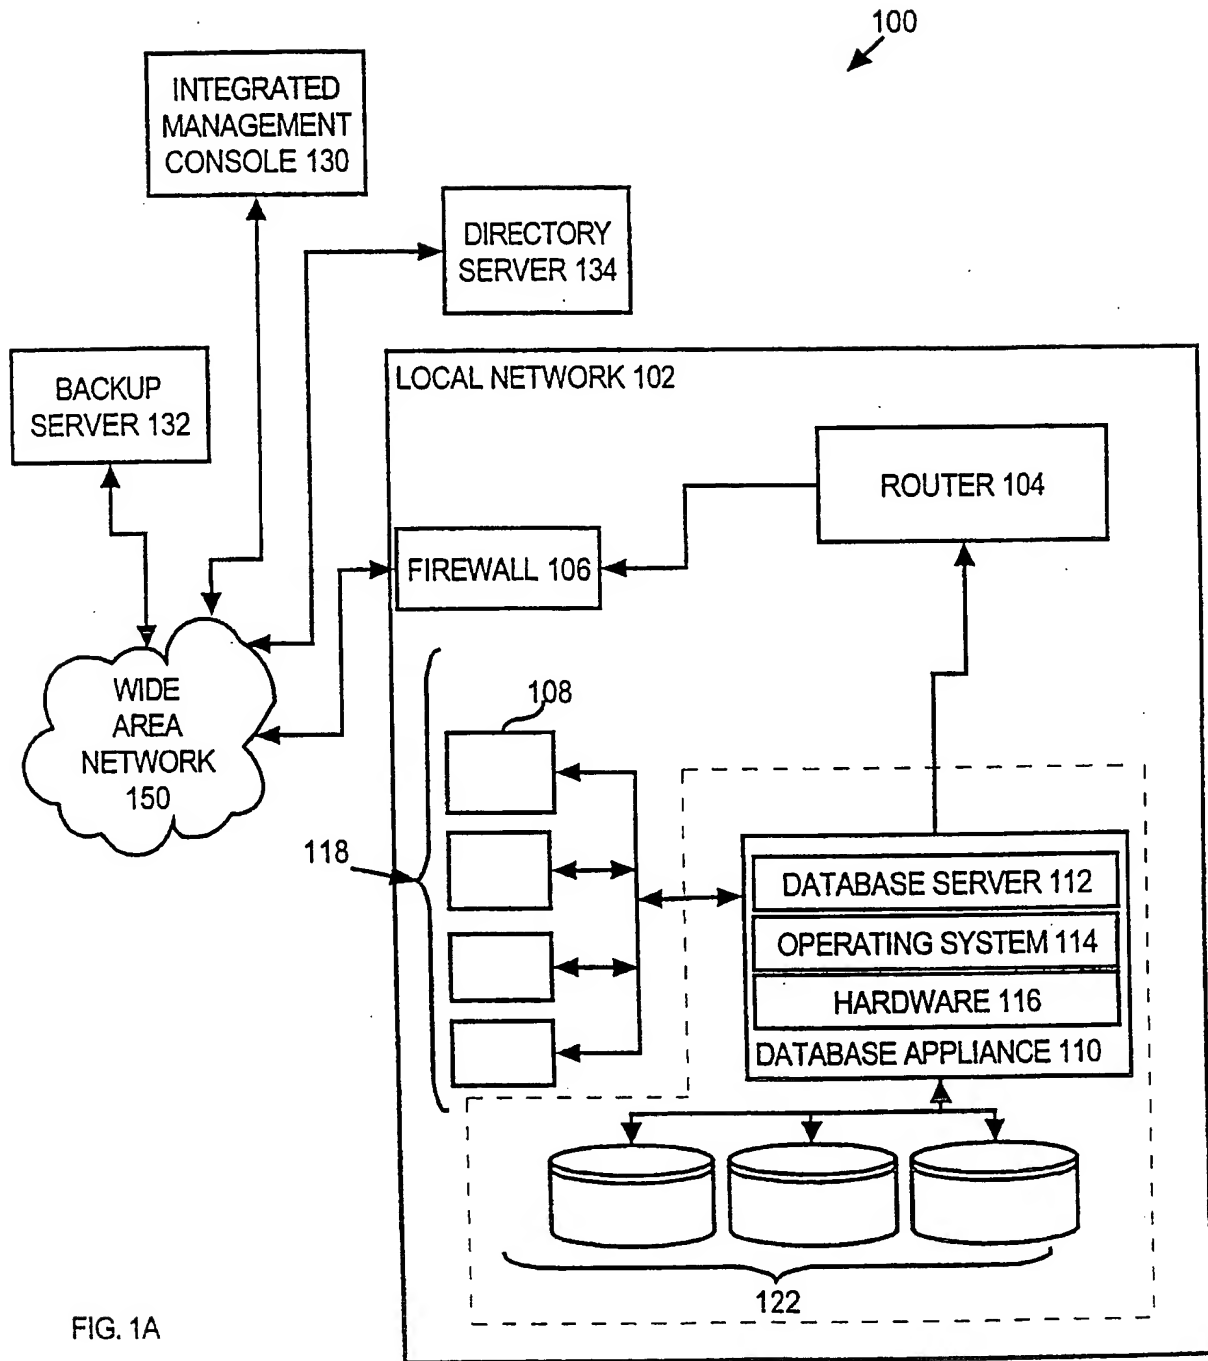 100
INTEGRATED
MANAGEMENT
CONSOLE 130
DIRECTORY
SERVER 134
BACKUP
SERVER 132
LOCAL NETWORK 102
ROUTER 104
FIREWALL 106
WIDE
AREA
NETWORK
150
108
118
DATABASE SERVER 112
OPERATING SYSTEM 114
HARDWARE 116
DATABASE APPLIANCE 110
122
FIG. 1A